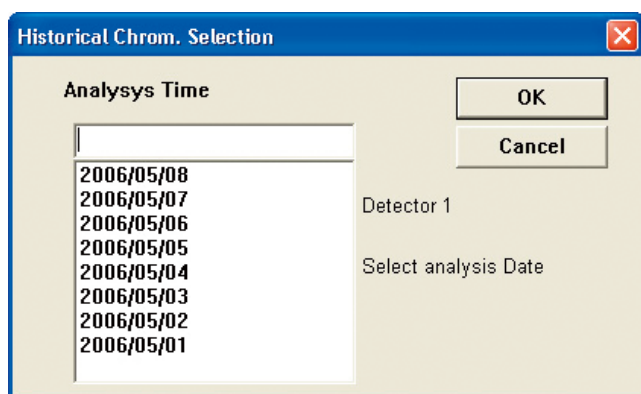 Historical Chrom. Selection
Analysys Time
OK
Cancel
2006/05/08
2006/05/07
2006/05/06
2006/05/05
2006/05/04
2006/05/03
2006/05/02
2006/05/01
Detector 1
Select analysis Date